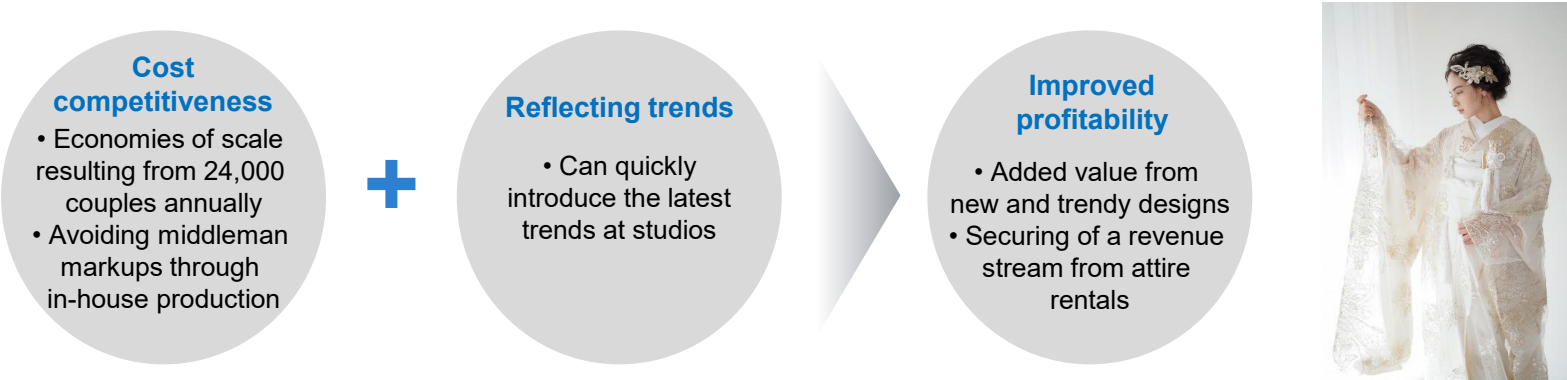 Cost
competitiveness
• Economies of scale
resulting from 24,000
couples annually
• Avoiding middleman
markups through
in-house production
Reflecting trends
• Can quickly
introduce the latest
trends at studios
Improved
profitability
• Added value from
new and trendy designs
• Securing of a revenue
stream from attire
rentals